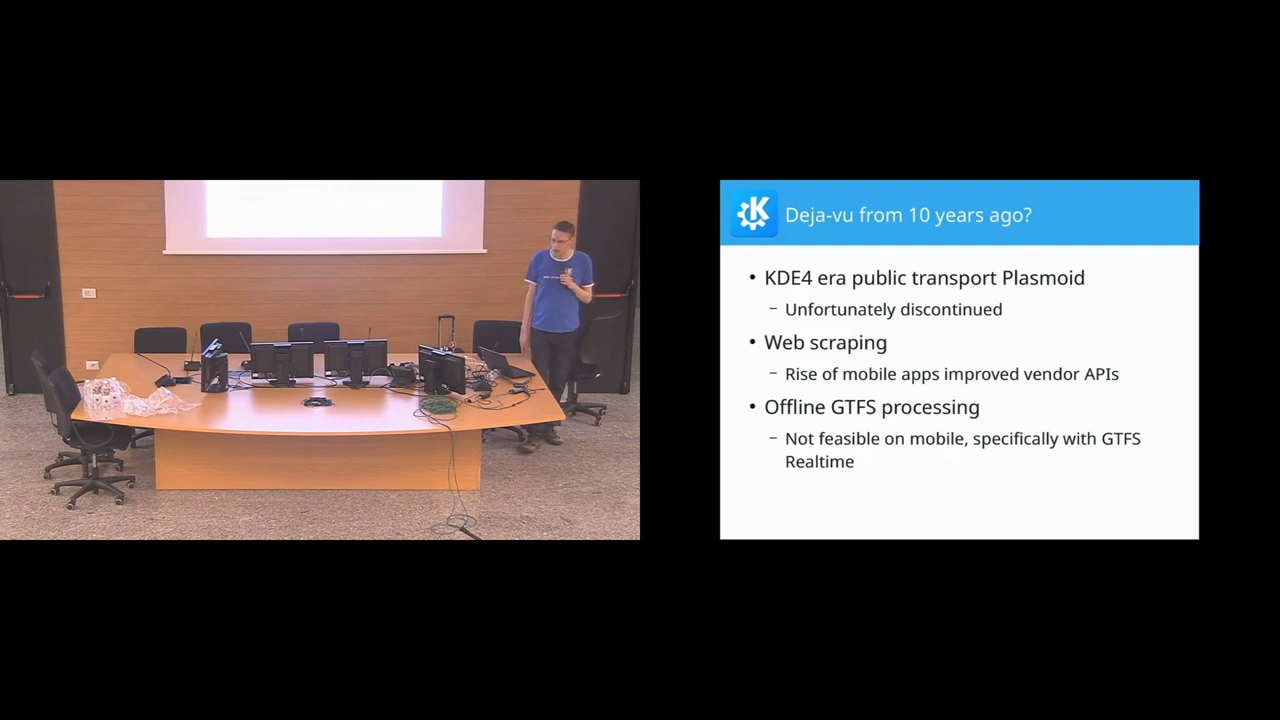 Deja-vu from 10 years ago?
• KDE4 era public transport Plasmoid
– Unfortunately discontinued
• Web scraping
– Rise of mobile apps improved vendor APIs
• Offline GTFS processing
– Not feasible on mobile, specifically with GTFS
Realtime